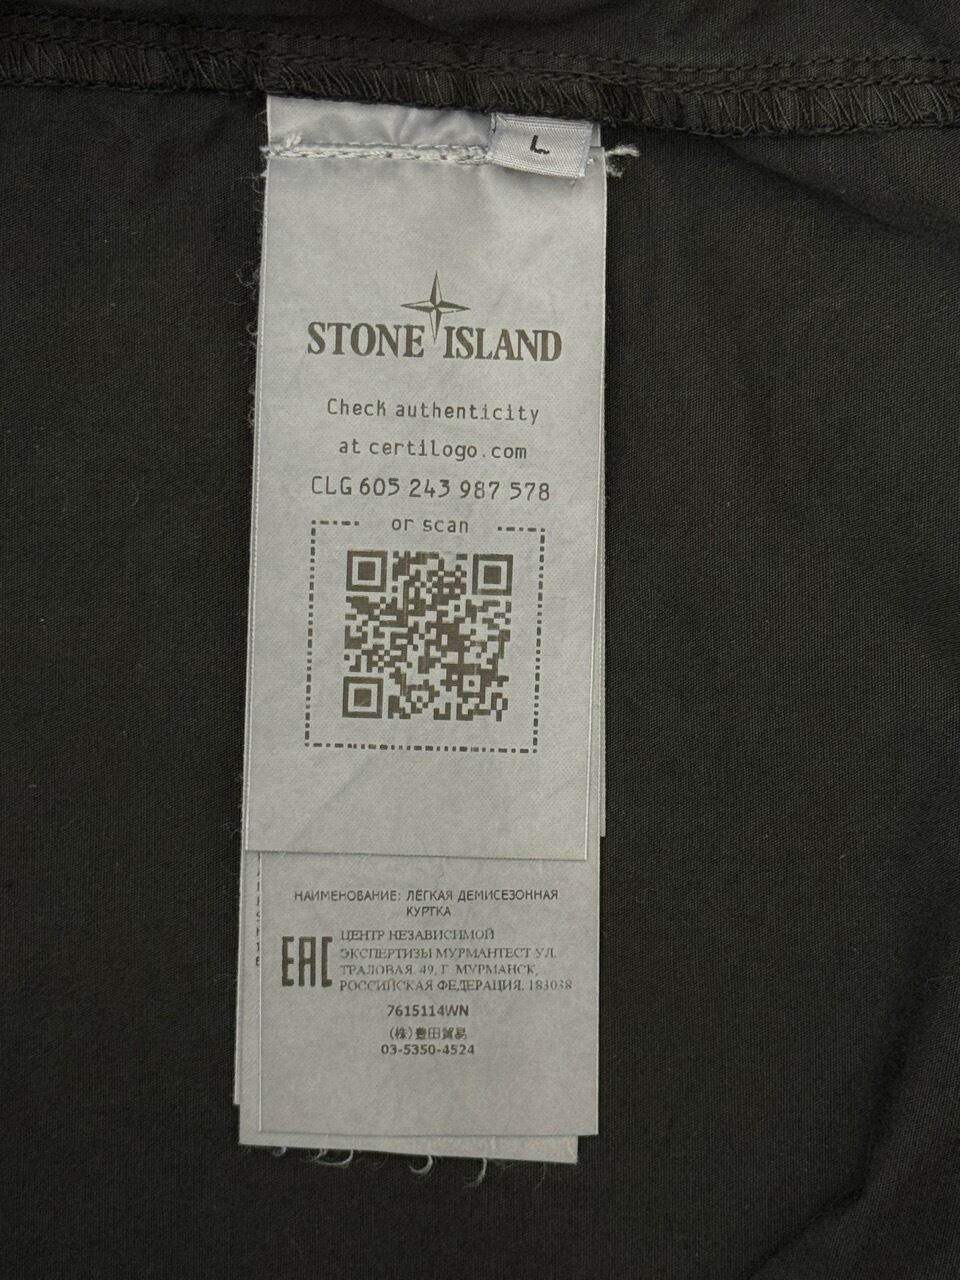 L
STONE ISLAND
Check authenticity
at certilogo.com
CLG 605 243 987 578
or scan
НАИМЕНОВАНИЕ: ЛЁГКАЯ ДЕМИСЕЗОННАЯ
КУРТКА
EAC
ЦЕНТР НЕЗАВИСИМОЙ
ЭКСПЕРТИЗЫ МУРМАНТЕСТ УЛ.
ТРАЛОВАЯ, 49, Г. МУРМАНСК,
РОССИЙСКАЯ ФЕДЕРАЦИЯ, 183038
7615114WN
(株)豊田貿易
03-5350-4524